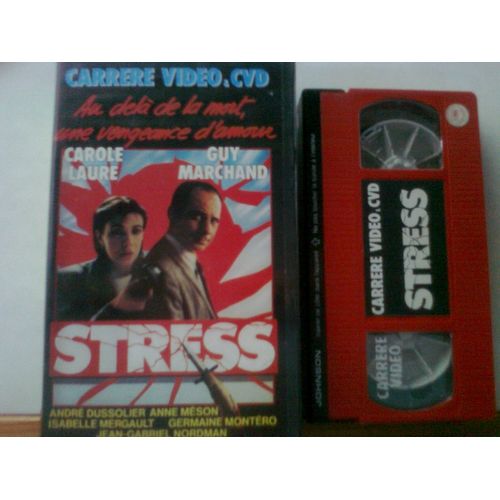 CARRERE VIDEO & CVD
Au delà de la mort,
une vengeance d'amour
CAROLE
LAURE
GUY
MARCHAND
STRESS
ANDRÉ DUSSOLIER ANNE MÉSON
ISABELLE MERGAULT GERMAINE MONTÉRO
JEAN-GABRIEL NORDMAN
CARRERE VIDEO & CVD
STRESS
CARRERE
VIDEO
JOHNSON